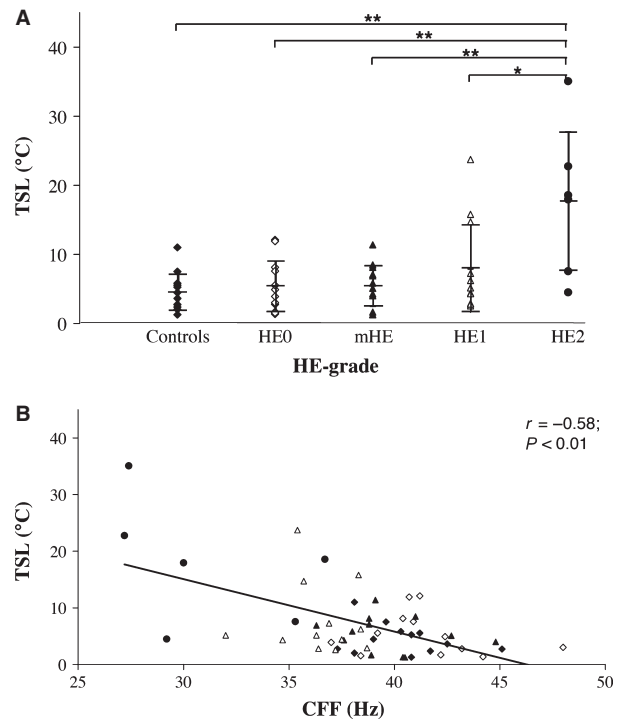 A
**
**
**
*
TSL (°C)
40
30
20
10
0
Controls HE0 mHE HE1 HE2
HE-grade
B
r = –0.58;
P < 0.01
TSL (°C)
40
30
20
10
0
25 30 35 40 45 50
CFF (Hz)